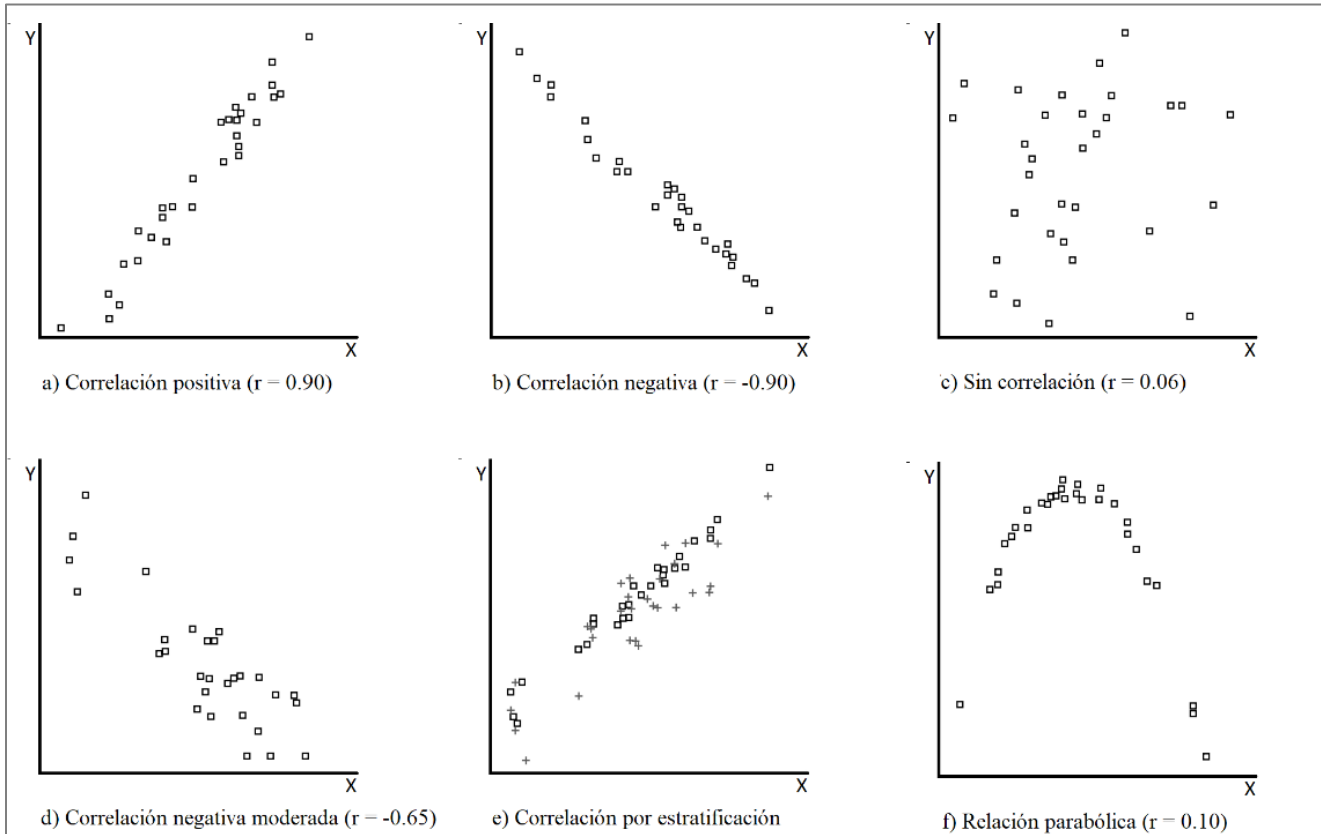 Y
X
a) Correlación positiva (r = 0.90)
Y
X
b) Correlación negativa (r = -0.90)
Y
X
c) Sin correlación (r = 0.06)
Y
X
d) Correlación negativa moderada (r = -0.65)
Y
X
e) Correlación por estratificación
Y
X
f) Relación parabólica (r = 0.10)